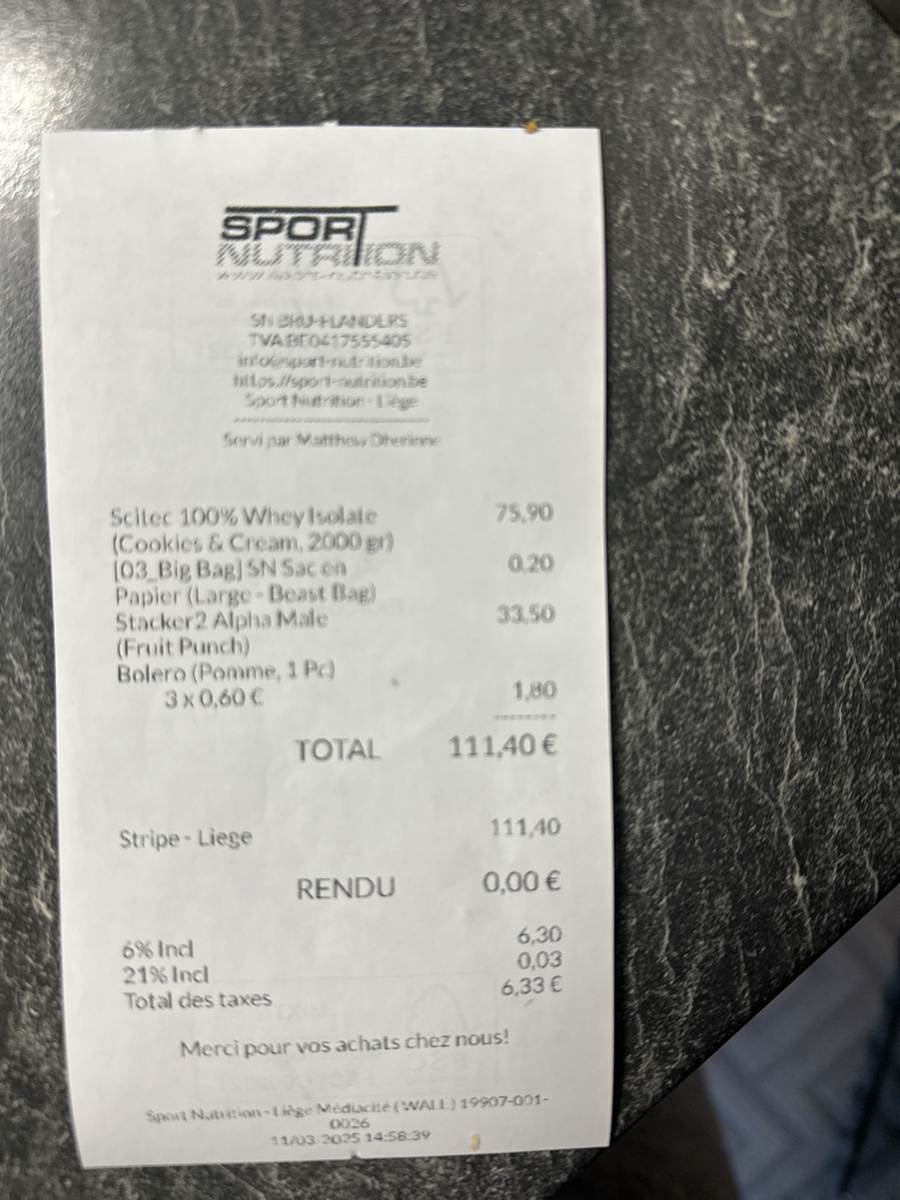 SPORT
NUTRITION
www.sport-nutrition.be
SN BRU-FLANDERS
TVA BE0417555405
info@sport-nutrition.be
https://sport-nutrition.be
Sport Nutrition - Liège
Servi par Matthew
Scitec 100% Whey Isolate 75,90
(Cookies & Cream, 2000 gr)
[03_Big Bag] SN Sac en 0,20
Papier (Large - Beast Bag)
Stacker2 Alpha Male 33,50
(Fruit Punch)
Bolero (Pomme, 1 Pc)
3 x 0,60 € 1,80
--------
TOTAL 111,40 €
Stripe - Liege 111,40
RENDU 0,00 €
6% Incl 6,30
21% Incl 0,03
Total des taxes 6,33 €
Merci pour vos achats chez nous!
Sport Nutrition - Liège Médiacité (WALL) 19907-001-
0026
11/03/2025 14:58:39